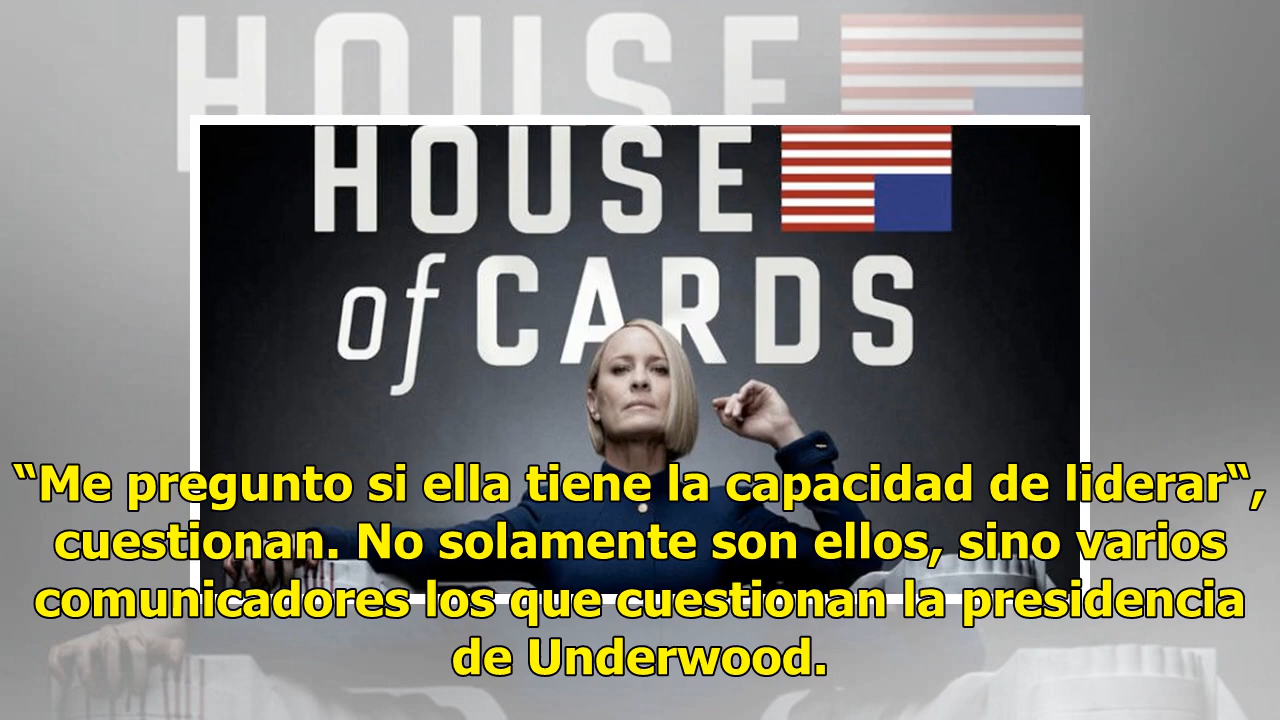 HOUSE
HOUSE
of CARDS
“Me pregunto si ella tiene la capacidad de liderar“,
cuestionan. No solamente son ellos, sino varios
comunicadores los que cuestionan la presidencia
de Underwood.